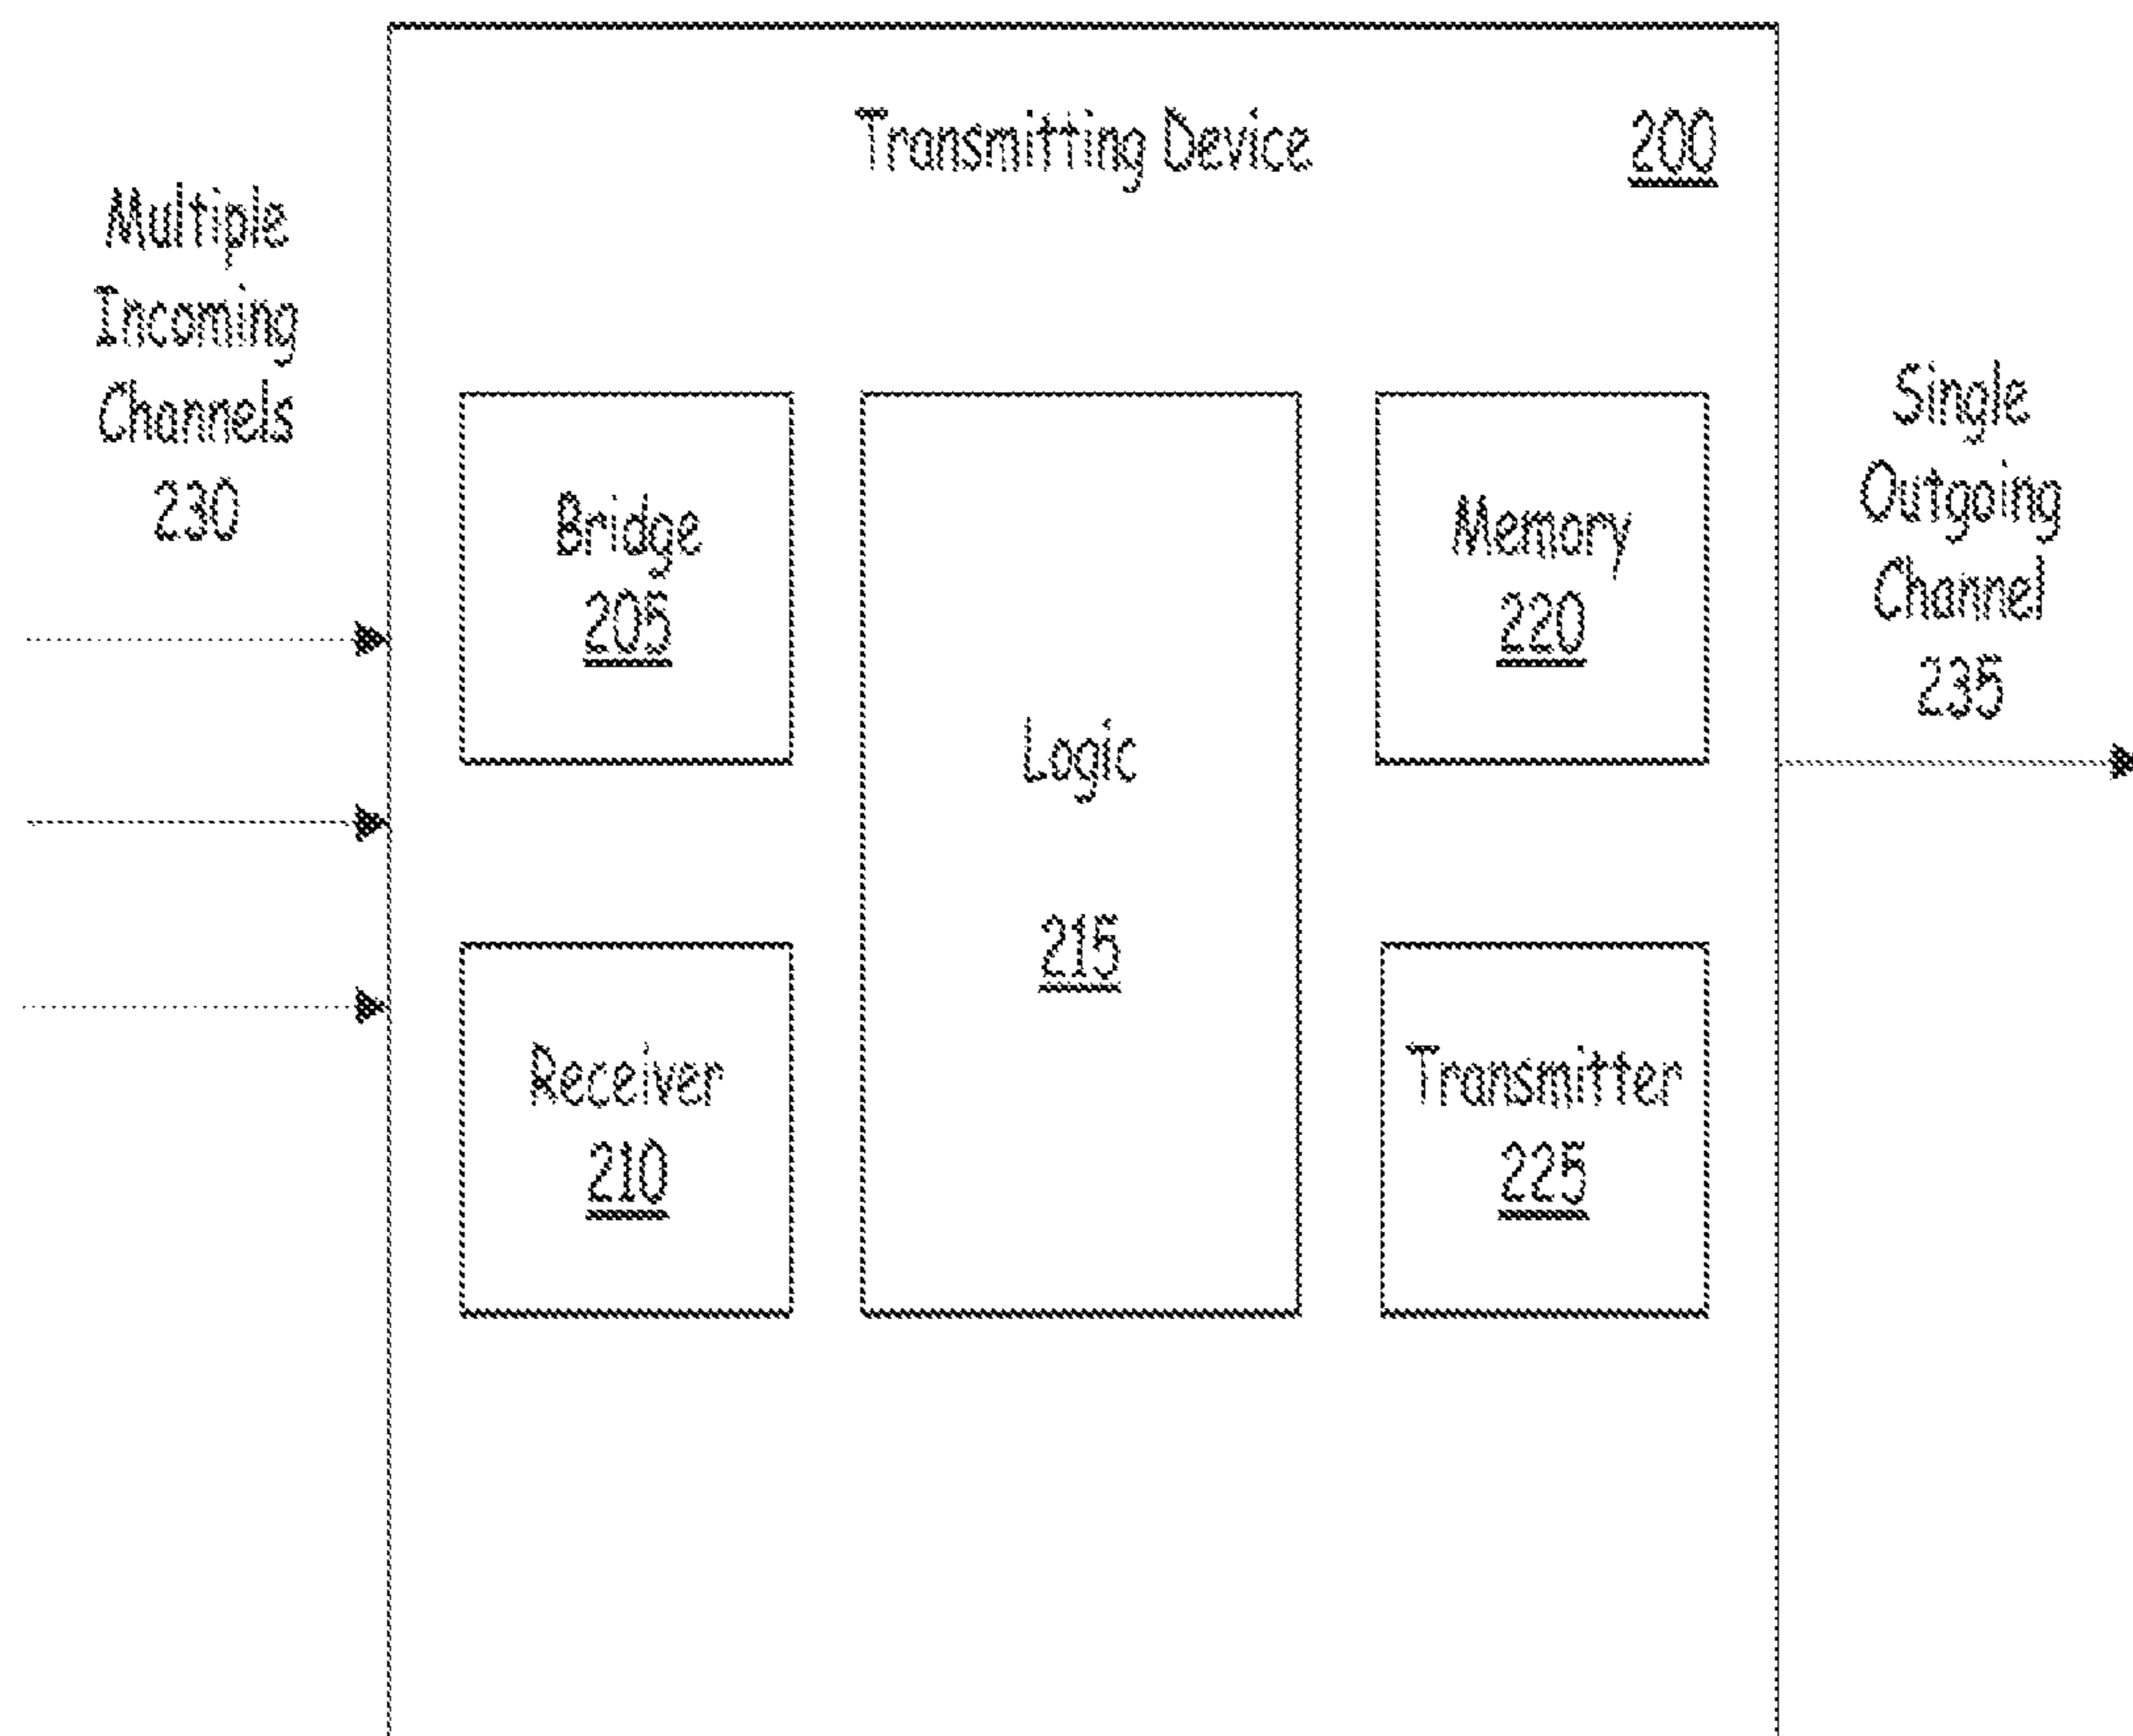 Transmitting Device
200
Multiple
Incoming
Channels
230
Bridge
205
Receiver
210
Logic
215
Memory
220
Transmitter
225
Single
Outgoing
Channel
235